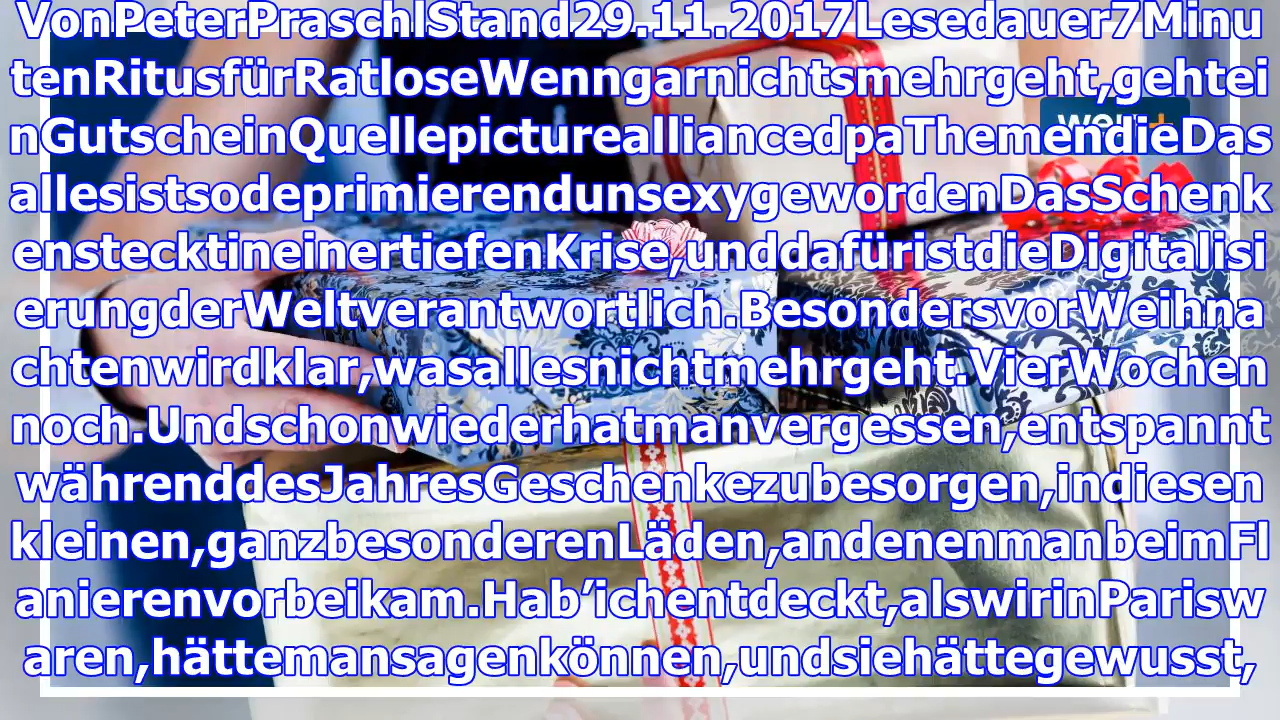 VonPeterPraschlStand29.11.2017Lesedauer7Minu
tenRitusfürRatloseWenngarnichtsmehrgeht,gehtei
nGutscheinQuellepicturealliancedpaThemendieDas
allesistsodeprimierendunsexygewordenDasSchenk
enstecktineinertiefenKrise,unddafüristdieDigitalisi
erungderWeltverantwortlich.BesondersvorWeihna
chtenwirdklar,wasallesnichtmehrgeht.VierWochen
noch.Undschonwiederhatmanvergessen,entspannt
währenddesJahresGeschenkezubesorgen,indiesen
kleinen,ganzbesonderenLäden,andenenmanbeimFl
anierenvorbeikam.Hab’ichentdeckt,alswirinParisw
aren,hättemansagenkönnen,undsiehättegewusst,